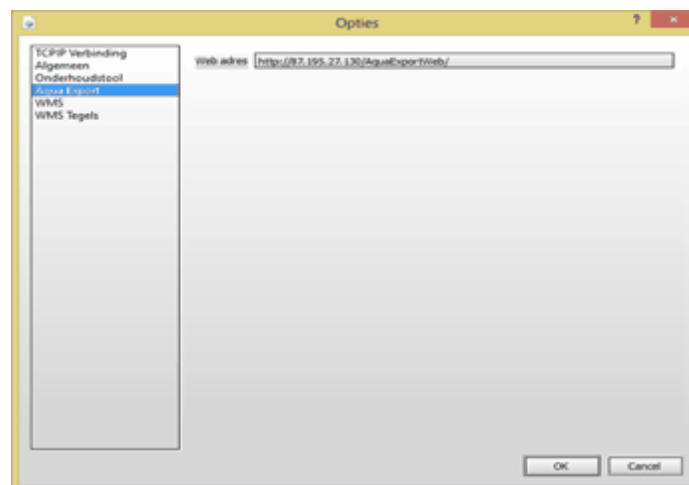 Opties
?
TCPIP Verbinding
Algemeen
Onderhoudstool
Aqua Export
WMS
WMS Tegels
Web adres http://87.195.27.130/AquaExportWeb/
OK Cancel